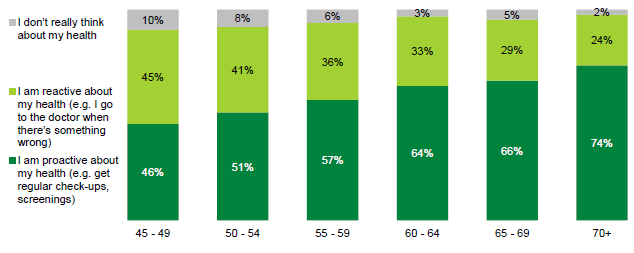 I don't really think
about my health
I am reactive about
my health (e.g. I go
to the doctor when
there's something
wrong)
I am proactive about
my health (e.g. get
regular check-ups,
screenings)
10% 8% 6% 3% 5% 2%
45% 41% 36% 33% 29% 24%
46% 51% 57% 64% 66% 74%
45 - 49 50 - 54 55 - 59 60 - 64 65 - 69 70+